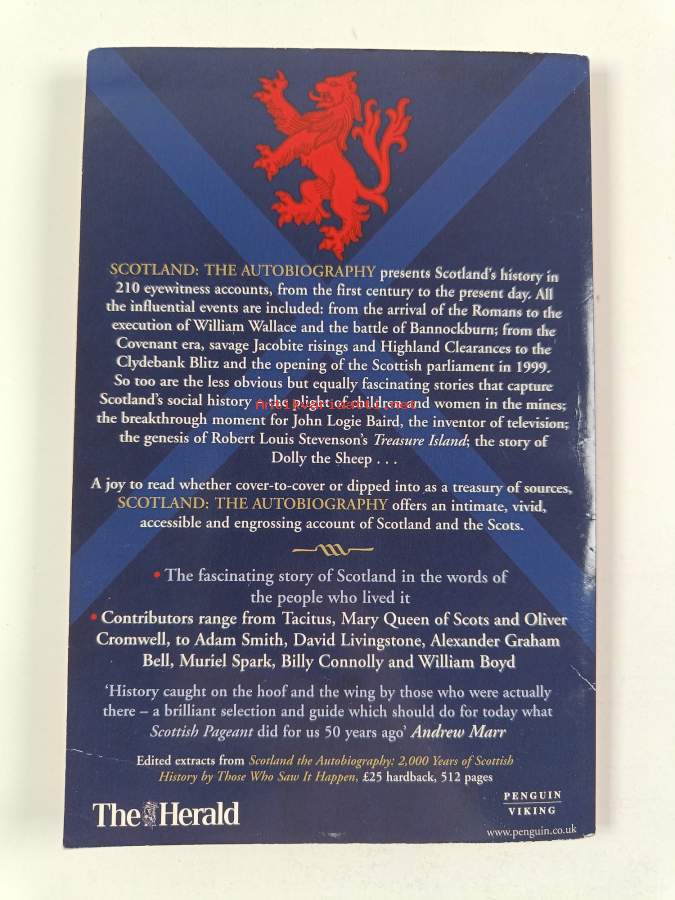 SCOTLAND: THE AUTOBIOGRAPHY presents Scotland's history in
210 eyewitness accounts, from the first century to the present day. All
the influential events are included: from the arrival of the Romans to the
execution of William Wallace and the battle of Bannockburn; from the
Covenant era, savage Jacobite risings and Highland Clearances to the
Clydebank Blitz and the opening of the Scottish parliament in 1999.
So too are the less obvious but equally fascinating stories that capture
Scotland's social history – the plight of children and women in the mines;
the breakthrough moment for John Logie Baird, the inventor of television;
the genesis of Robert Louis Stevenson's Treasure Island; the story of
Dolly the Sheep . . .
A joy to read whether cover-to-cover or dipped into as a treasury of sources,
SCOTLAND: THE AUTOBIOGRAPHY offers an intimate, vivid,
accessible and engrossing account of Scotland and the Scots.
• The fascinating story of Scotland in the words of
the people who lived it
• Contributors range from Tacitus, Mary Queen of Scots and Oliver
Cromwell, to Adam Smith, David Livingstone, Alexander Graham
Bell, Muriel Spark, Billy Connolly and William Boyd
'History caught on the hoof and the wing by those who were actually
there – a brilliant selection and guide which should do for today what
Scottish Pageant did for us 50 years ago' Andrew Marr
Edited extracts from Scotland the Autobiography: 2,000 Years of Scottish
History by Those Who Saw It Happen, £25 hardback, 512 pages
The Herald
PENGUIN
VIKING
www.penguin.co.uk